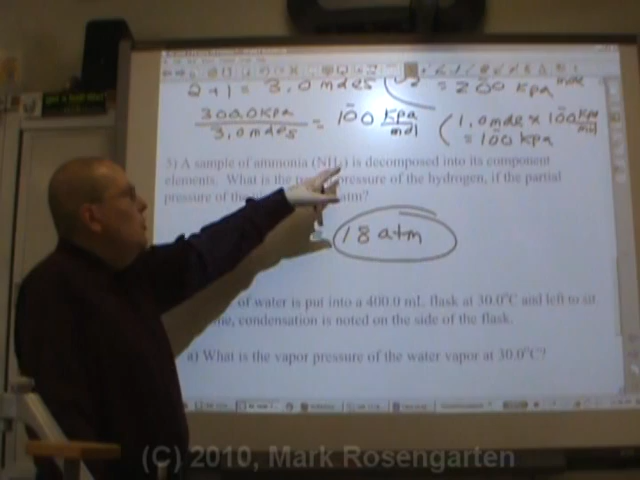 2+1 = 3.0 moles = 200 kPa
300.0 kPa / 3.0 moles = 100 kPa/mol (1.0 mole × 100 kPa/mol
= 100 kPa
5) A sample of ammonia (NH3) is decomposed into its component
elements. What is the pressure of the hydrogen, if the partial
pressure of the atm?
18 atm
of water is put into a 400.0 mL flask at 30.0°C and left to sit
condensation is noted on the side of the flask.
a) What is the vapor pressure of the water vapor at 30.0°C?
(C) 2010, Mark Rosengarten